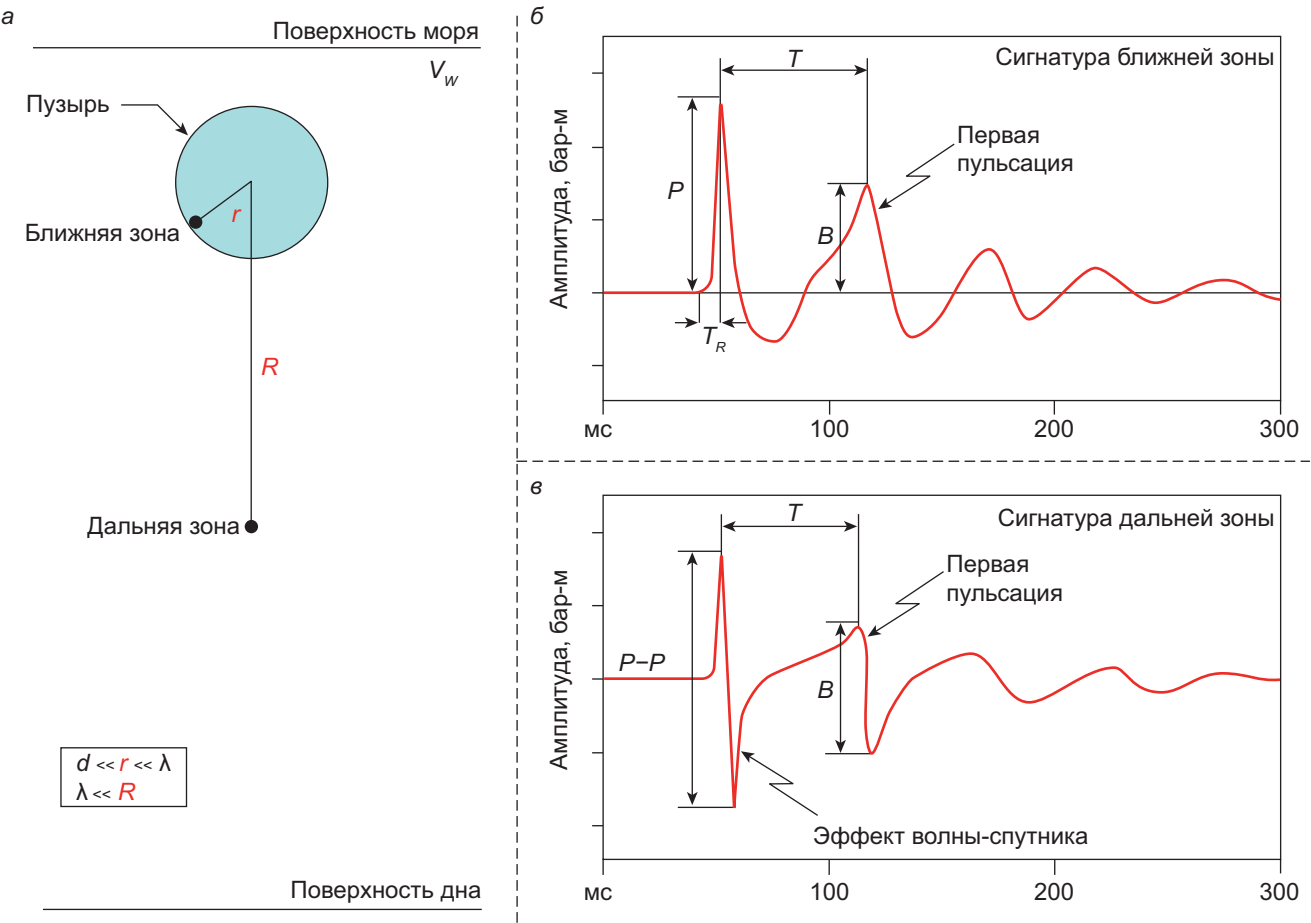 а
Поверхность моря
V_W
Пузырь
r
Ближняя зона
R
Дальняя зона
d << r << λ
λ << R
Поверхность дна
б
Сигнатура ближней зоны
T
Первая
пульсация
P
B
T_R
Амплитуда, бар-м
мс
100
200
300
в
Сигнатура дальней зоны
T
Первая
пульсация
P–P
B
Амплитуда, бар-м
Эффект волны-спутника
мс
100
200
300